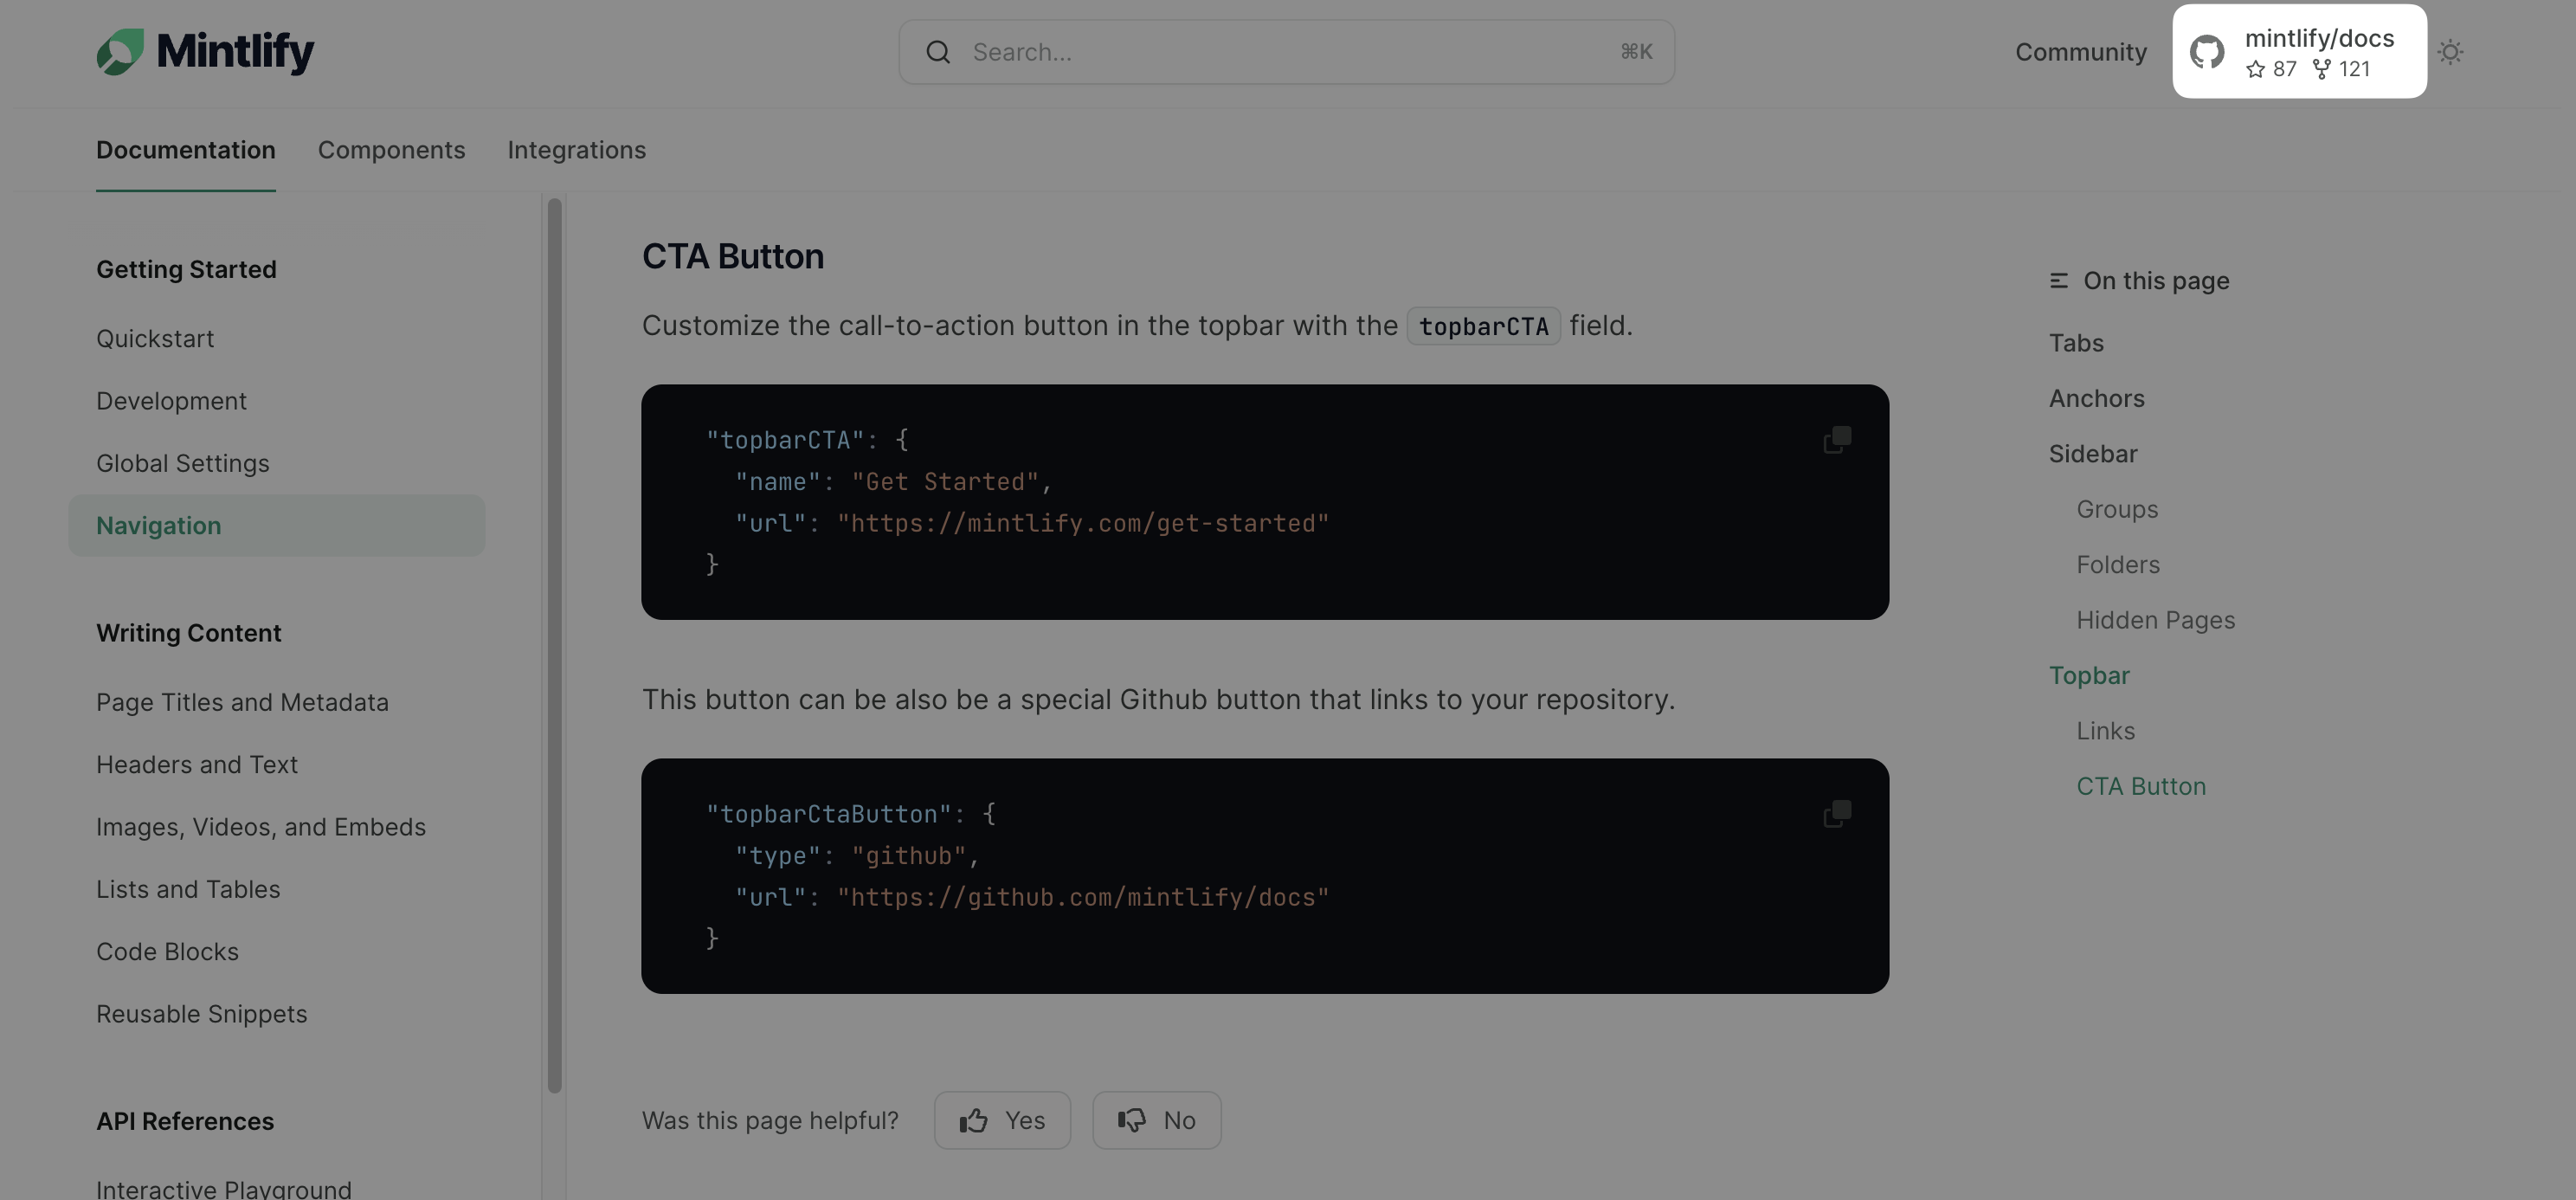 Mintlify
Search...
⌘K
Community
mintlify/docs
87 121
Documentation Components Integrations
Getting Started
Quickstart
Development
Global Settings
Navigation
Writing Content
Page Titles and Metadata
Headers and Text
Images, Videos, and Embeds
Lists and Tables
Code Blocks
Reusable Snippets
API References
Interactive Playground
CTA Button
Customize the call-to-action button in the topbar with the topbarCTA field.
"topbarCTA": {
"name": "Get Started",
"url": "https://mintlify.com/get-started"
}
This button can be also be a special Github button that links to your repository.
"topbarCtaButton": {
"type": "github",
"url": "https://github.com/mintlify/docs"
}
Was this page helpful? Yes No
On this page
Tabs
Anchors
Sidebar
Groups
Folders
Hidden Pages
Topbar
Links
CTA Button